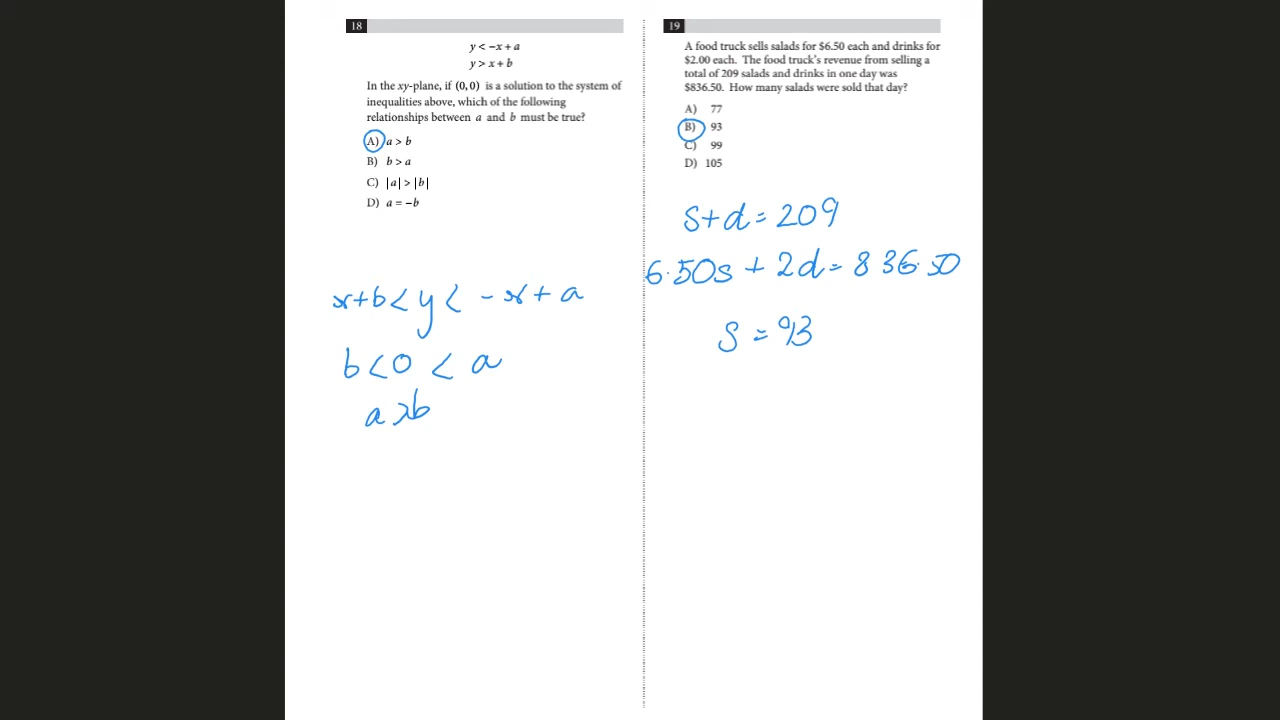 18
y < −x + a
y > x + b
In the xy-plane, if (0,0) is a solution to the system of
inequalities above, which of the following
relationships between a and b must be true?
A) a > b
B) b > a
C) |a| > |b|
D) a = −b
x+b < y < -x + a
b < 0 < a
a > b
19
A food truck sells salads for $6.50 each and drinks for
$2.00 each. The food truck's revenue from selling a
total of 209 salads and drinks in one day was
$836.50. How many salads were sold that day?
A) 77
B) 93
C) 99
D) 105
s+d = 209
6.50s + 2d = 836.50
s = 93